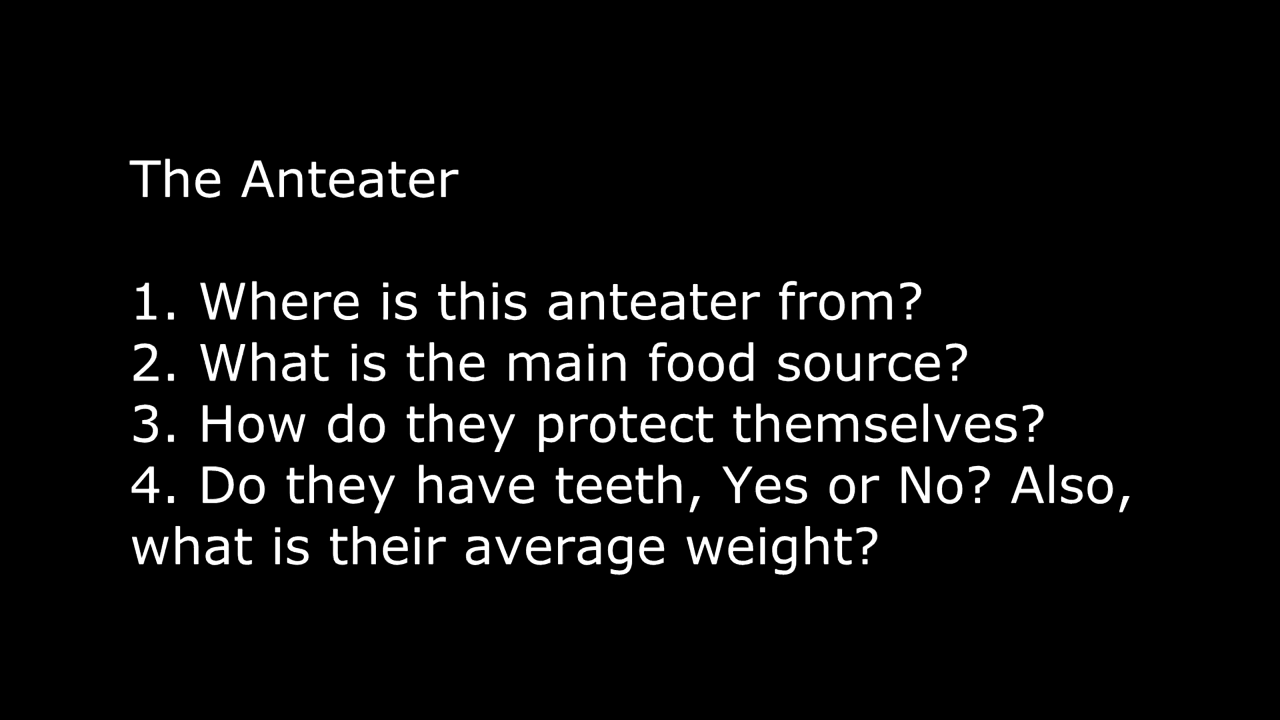 The Anteater
1. Where is this anteater from?
2. What is the main food source?
3. How do they protect themselves?
4. Do they have teeth, Yes or No? Also,
what is their average weight?